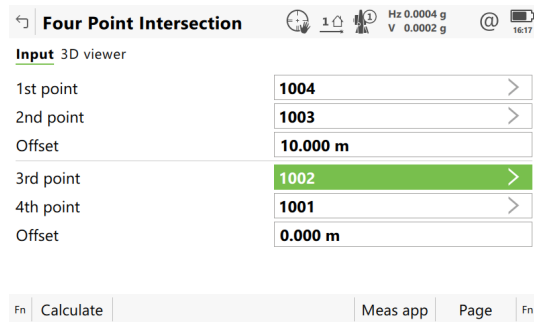 Four Point Intersection 1 1 Hz 0.0004 g
V 0.0002 g @ 16:17
Input 3D viewer
1st point 1004
2nd point 1003
Offset 10.000 m
3rd point 1002
4th point 1001
Offset 0.000 m
Fn Calculate Meas app Page Fn